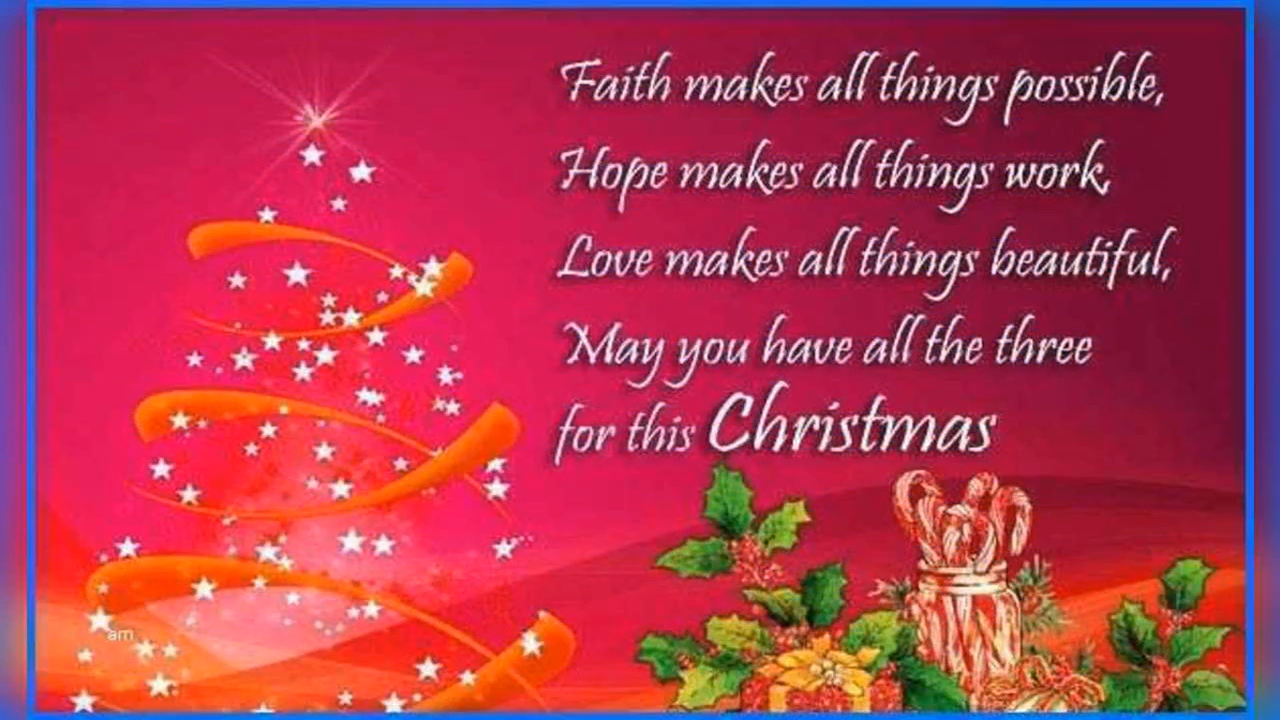 Faith makes all things possible,
Hope makes all things work,
Love makes all things beautiful,
May you have all the three
for this Christmas
am